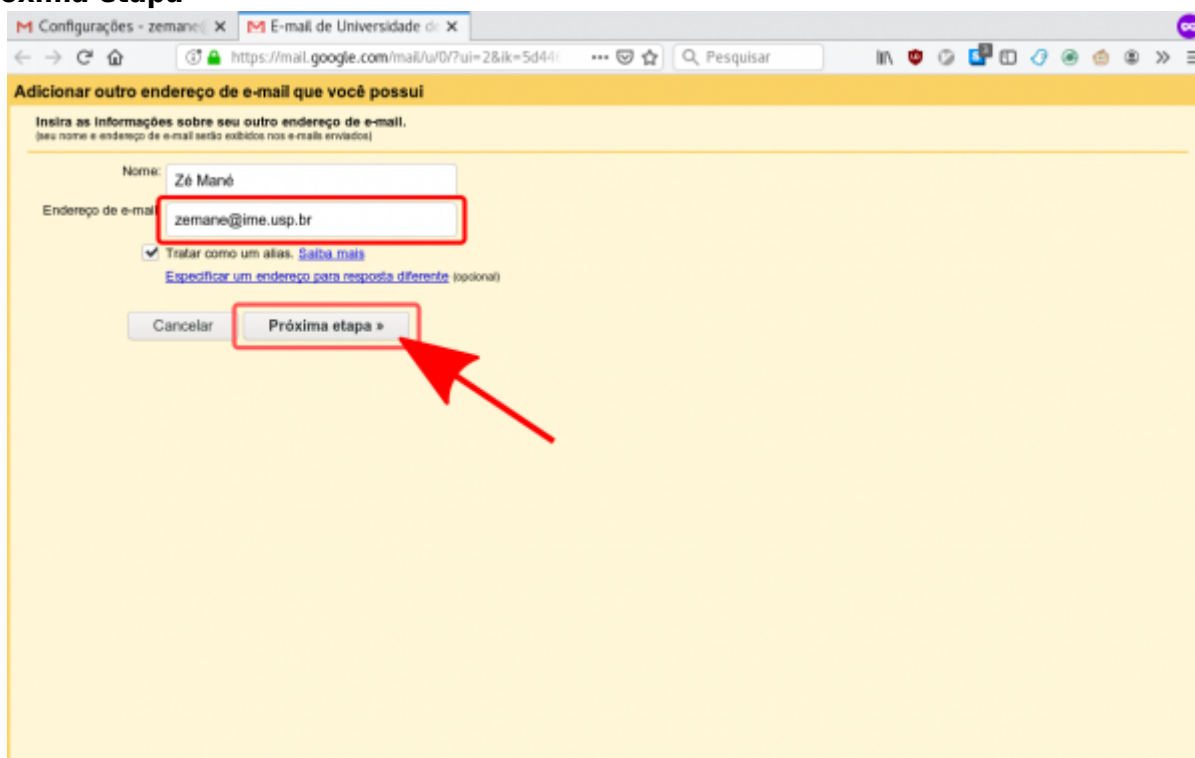 óxima etapa
Configurações - zemane( E-mail de Universidade do
https://mail.google.com/mail/u/0/?ui=2&ik=5d44 Pesquisar
Adicionar outro endereço de e-mail que você possui
Insira as informações sobre seu outro endereço de e-mail.
(seu nome e endereço de e-mail serão exibidos nos e-mails enviados)
Nome: Zé Mané
Endereço de e-mail zemane@ime.usp.br
Tratar como um alias. Saiba mais
Especificar um endereço para resposta diferente (opcional)
Cancelar Próxima etapa »